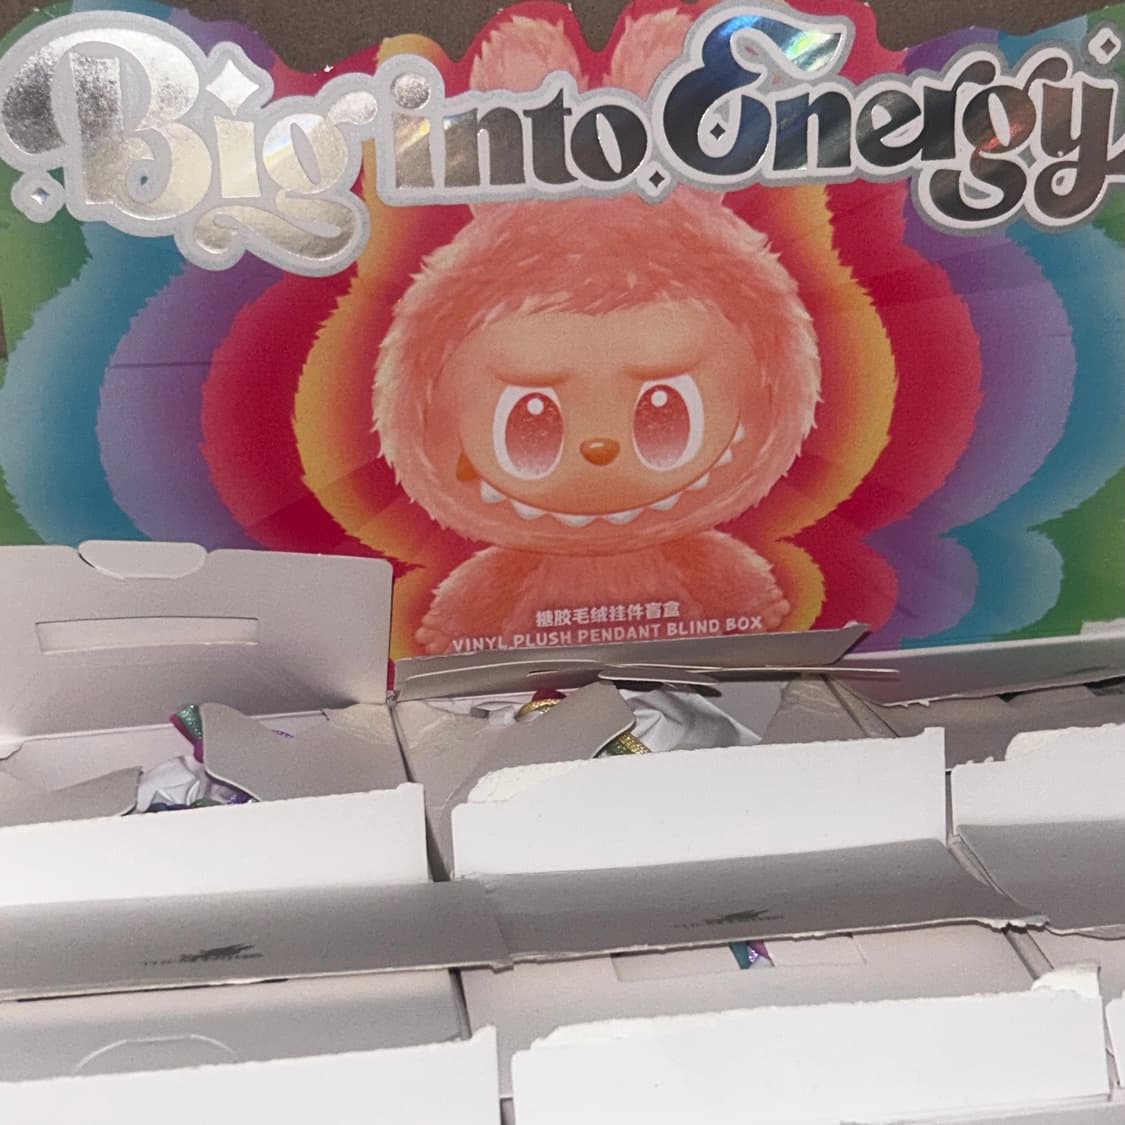 Big into Energy
搪胶毛绒挂件盲盒
VINYL PLUSH PENDANT BLIND BOX